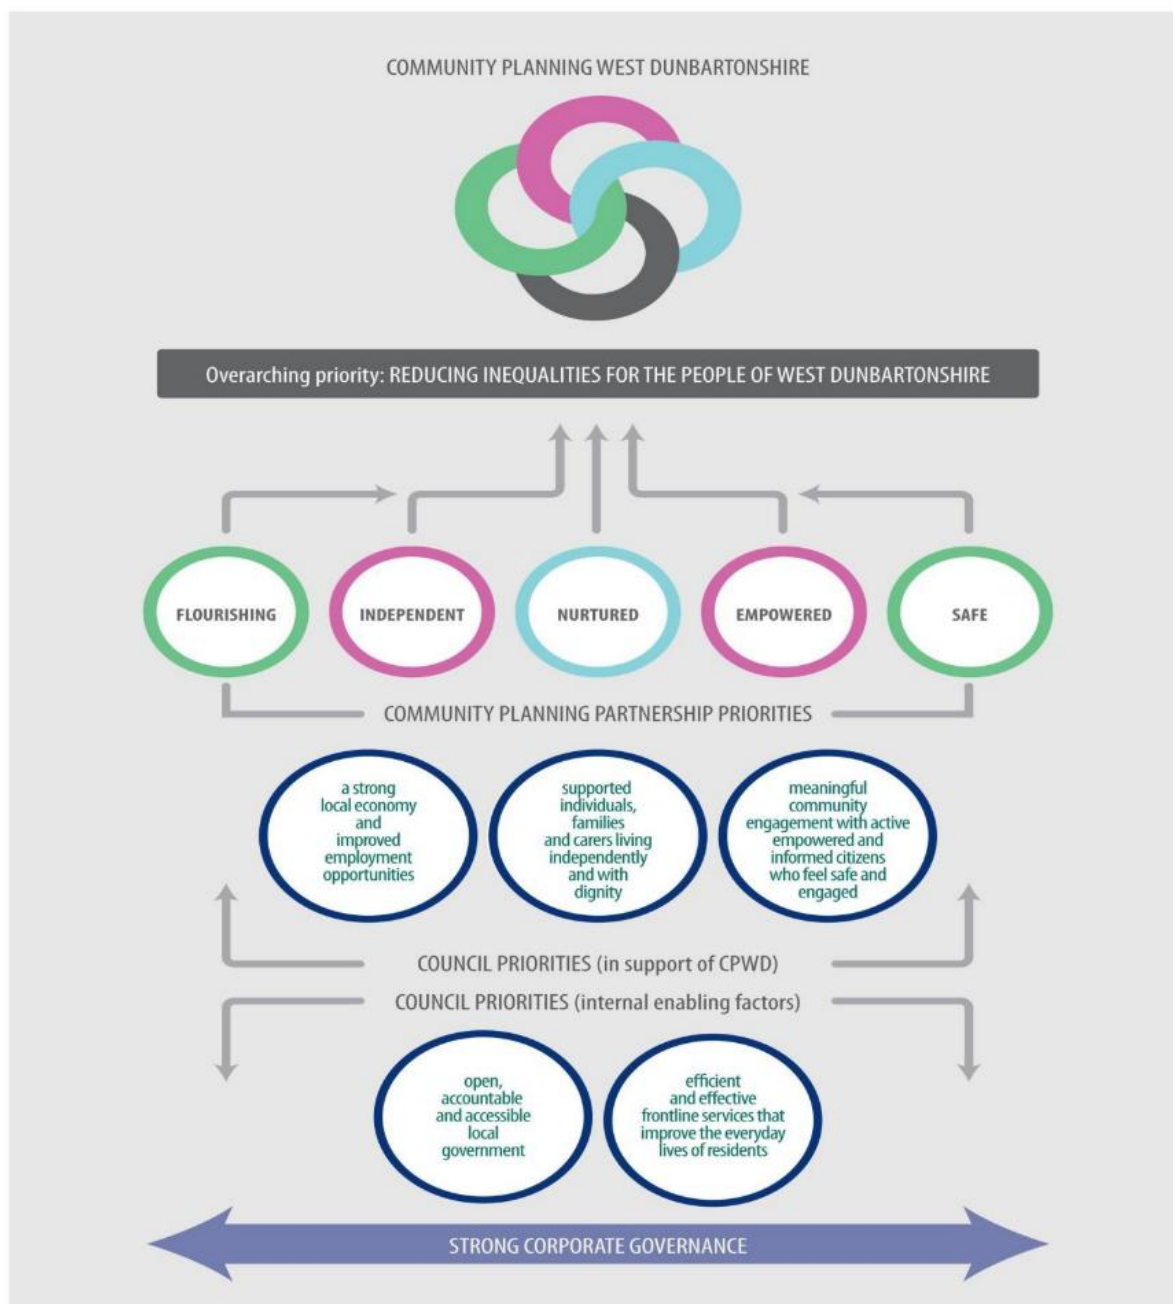 COMMUNITY PLANNING WEST DUNBARTONSHIRE
Overarching priority: REDUCING INEQUALITIES FOR THE PEOPLE OF WEST DUNBARTONSHIRE
FLOURISHING
INDEPENDENT
NURTURED
EMPOWERED
SAFE
COMMUNITY PLANNING PARTNERSHIP PRIORITIES
a strong
local economy
and
improved
employment
opportunities
supported
individuals,
families
and carers living
independently
and with
dignity
meaningful
community
engagement with active
empowered and
informed citizens
who feel safe and
engaged
COUNCIL PRIORITIES (in support of CPWD)
COUNCIL PRIORITIES (internal enabling factors)
open,
accountable
and accessible
local
government
efficient
and effective
frontline services that
improve the everyday
lives of residents
STRONG CORPORATE GOVERNANCE